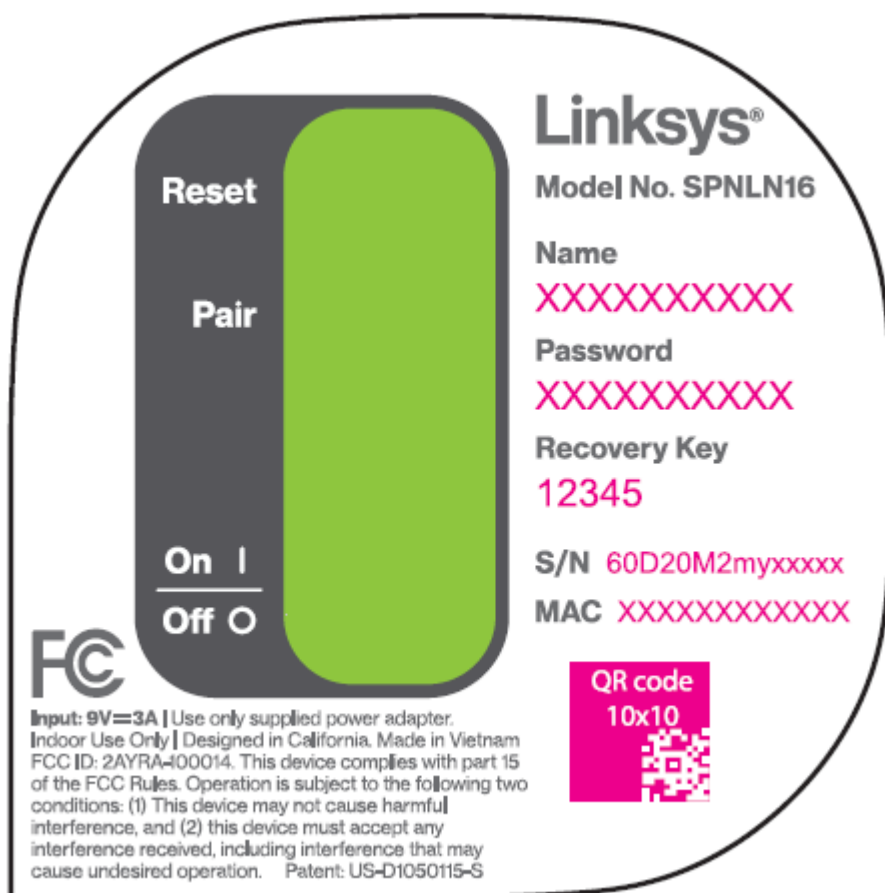 Linksys®
Model No. SPNLN16
Name
XXXXXXXXXX
Password
XXXXXXXXXX
Recovery Key
12345
S/N 60D20M2myxxxxx
MAC XXXXXXXXXXXX
QR code
10x10
Reset
Pair
On |
Off O
FC
Input: 9V⎓3A | Use only supplied power adapter.
Indoor Use Only | Designed in California. Made in Vietnam
FCC ID: 2AYRA-I00014. This device complies with part 15
of the FCC Rules. Operation is subject to the following two
conditions: (1) This device may not cause harmful
interference, and (2) this device must accept any
interference received, including interference that may
cause undesired operation. Patent: US-D1050115-S